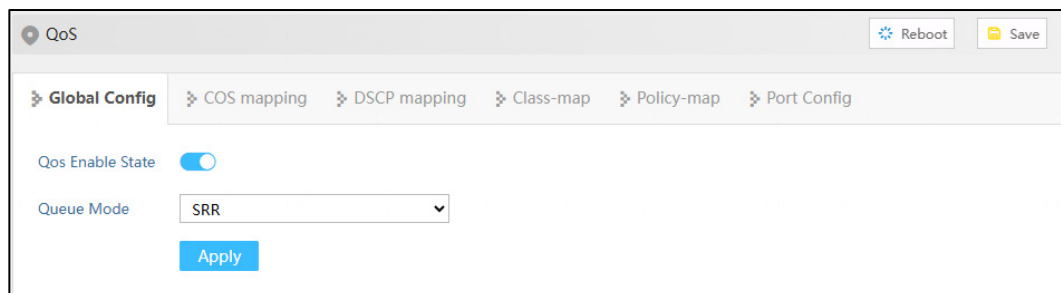 QoS Reboot Save
Global Config COS mapping DSCP mapping Class-map Policy-map Port Config
Qos Enable State
Queue Mode SRR
Apply